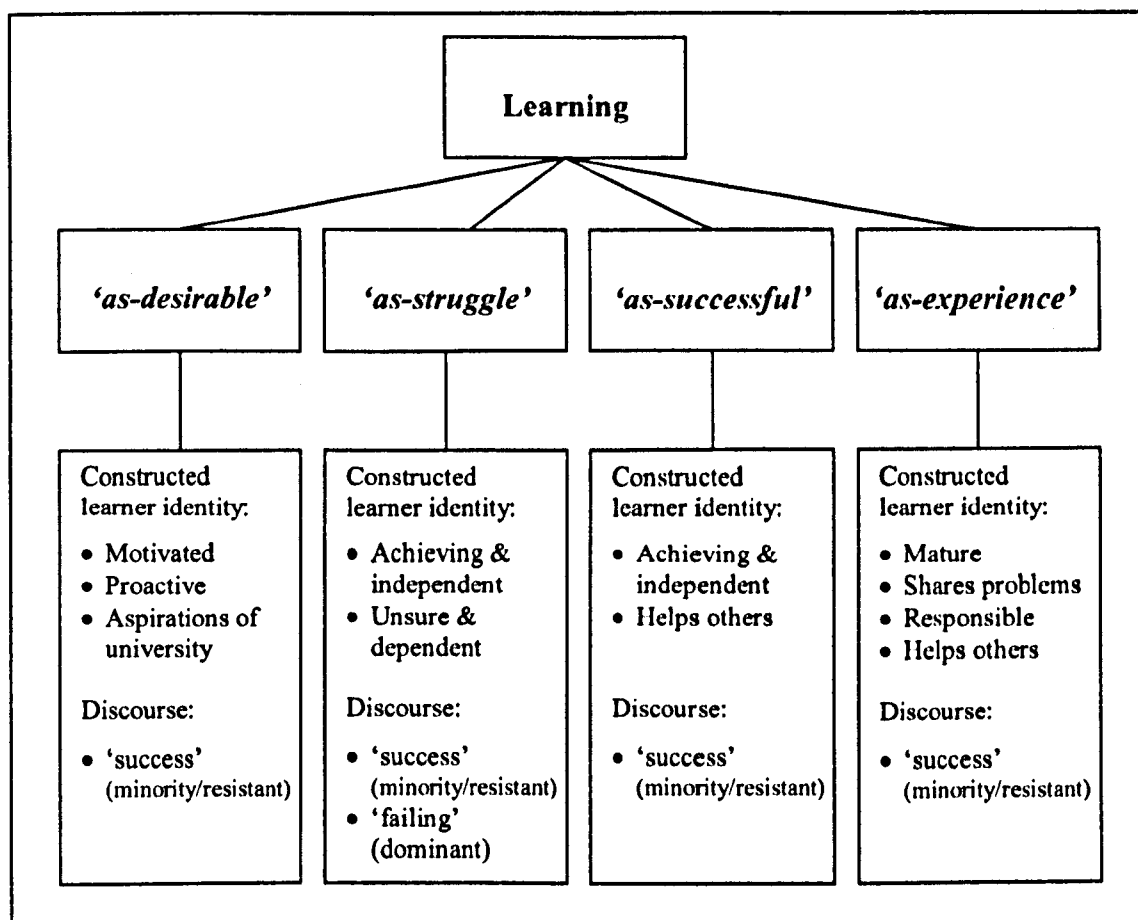 Learning
‘as-desirable’
‘as-struggle’
‘as-successful’
‘as-experience’
Constructed
learner identity:
• Motivated
• Proactive
• Aspirations of
university
Discourse:
• ‘success’
(minority/resistant)
Constructed
learner identity:
• Achieving &
independent
• Unsure &
dependent
Discourse:
• ‘success’
(minority/resistant)
• ‘failing’
(dominant)
Constructed
learner identity:
• Achieving &
independent
• Helps others
Discourse:
• ‘success’
(minority/resistant)
Constructed
learner identity:
• Mature
• Shares problems
• Responsible
• Helps others
Discourse:
• ‘success’
(minority/resistant)